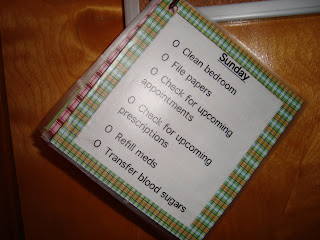 Sunday
O Clean bedroom
O File papers
O Check for upcoming
appointments
O Check for upcoming
prescriptions
O Refill meds
O Transfer blood sugars